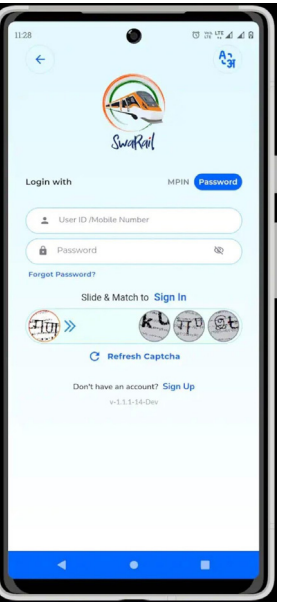 11:28
A अ
SwaRail
Login with MPIN Password
User ID /Mobile Number
Password
Forgot Password?
Slide & Match to Sign In
Refresh Captcha
Don't have an account? Sign Up
v-1.1.1-14-Dev